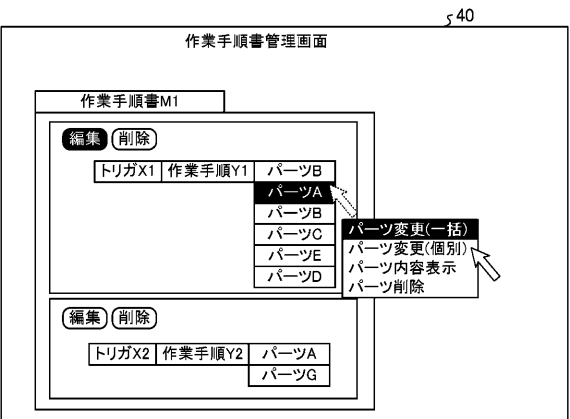 40
作業手順書管理画面
作業手順書M1
編集 削除
トリガX1 作業手順Y1 パーツB
パーツA
パーツB
パーツC
パーツE
パーツD
パーツ変更(一括)
パーツ変更(個別)
パーツ内容表示
パーツ削除
編集 削除
トリガX2 作業手順Y2 パーツA
パーツG